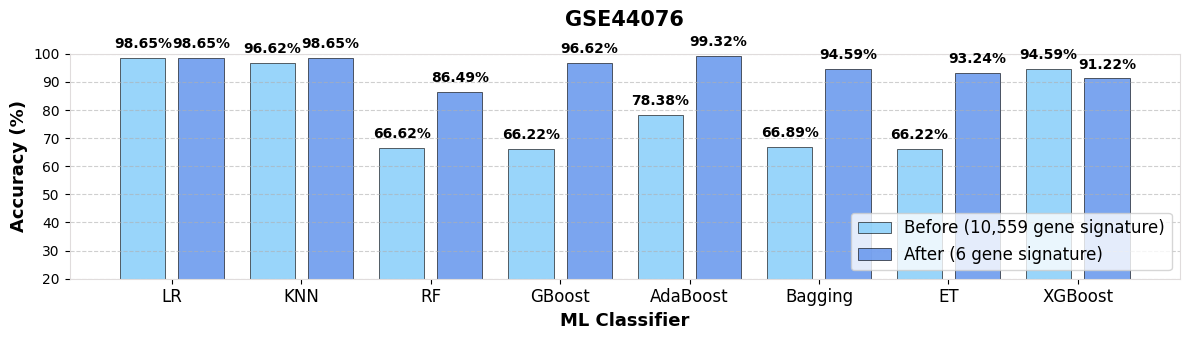 GSE44076
98.65% 98.65% 96.62% 98.65% 66.62% 86.49% 66.22% 96.62% 78.38% 99.32% 66.89% 94.59% 66.22% 93.24% 94.59% 91.22%
Accuracy (%)
100
90
80
70
60
50
40
30
20
Before (10,559 gene signature)
After (6 gene signature)
LR KNN RF GBoost AdaBoost Bagging ET XGBoost
ML Classifier